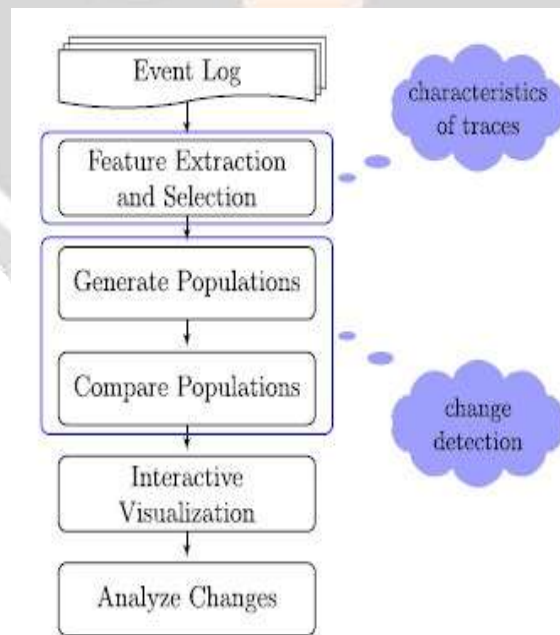 Event Log
characteristics
of traces
Feature Extraction
and Selection
Generate Populations
Compare Populations
change
detection
Interactive
Visualization
Analyze Changes